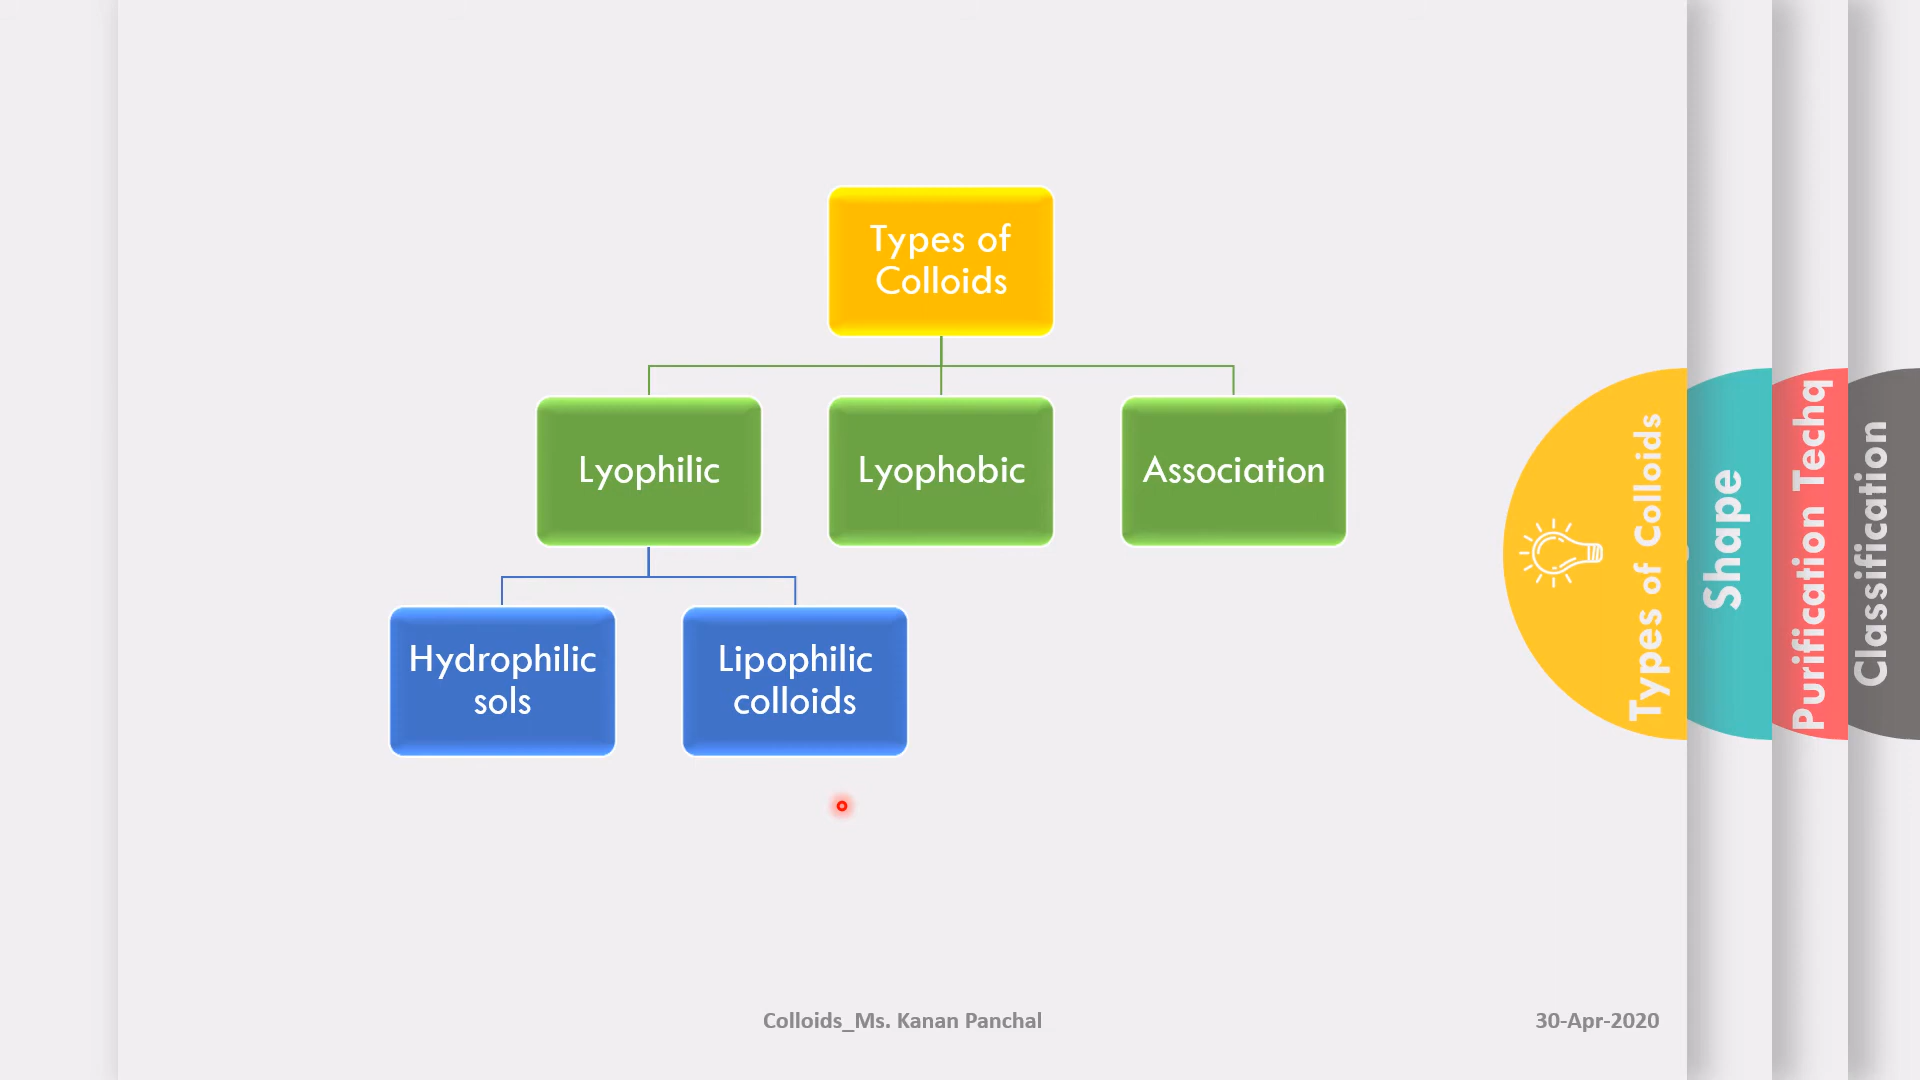 Types of
Colloids
Lyophilic
Lyophobic
Association
Hydrophilic
sols
Lipophilic
colloids
Types of Colloids
Shape
Purification Techq
Classification
Colloids_Ms. Kanan Panchal
30-Apr-2020